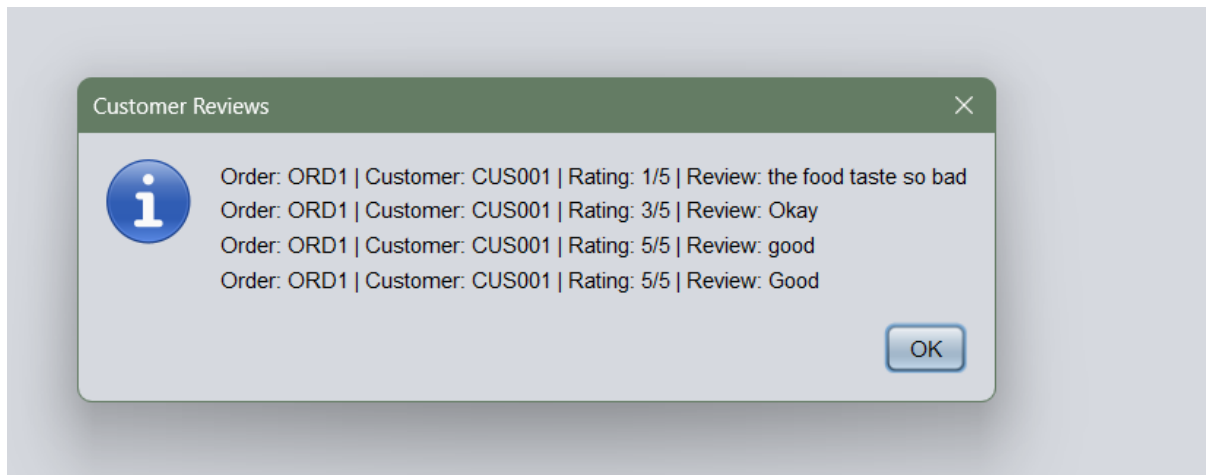 Customer Reviews
Order: ORD1 | Customer: CUS001 | Rating: 1/5 | Review: the food taste so bad
Order: ORD1 | Customer: CUS001 | Rating: 3/5 | Review: Okay
Order: ORD1 | Customer: CUS001 | Rating: 5/5 | Review: good
Order: ORD1 | Customer: CUS001 | Rating: 5/5 | Review: Good
OK